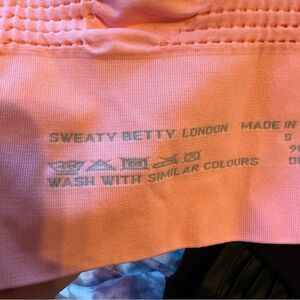 SWEATY BETTY LONDON MADE IN
S
WASH WITH SIMILAR COLOURS